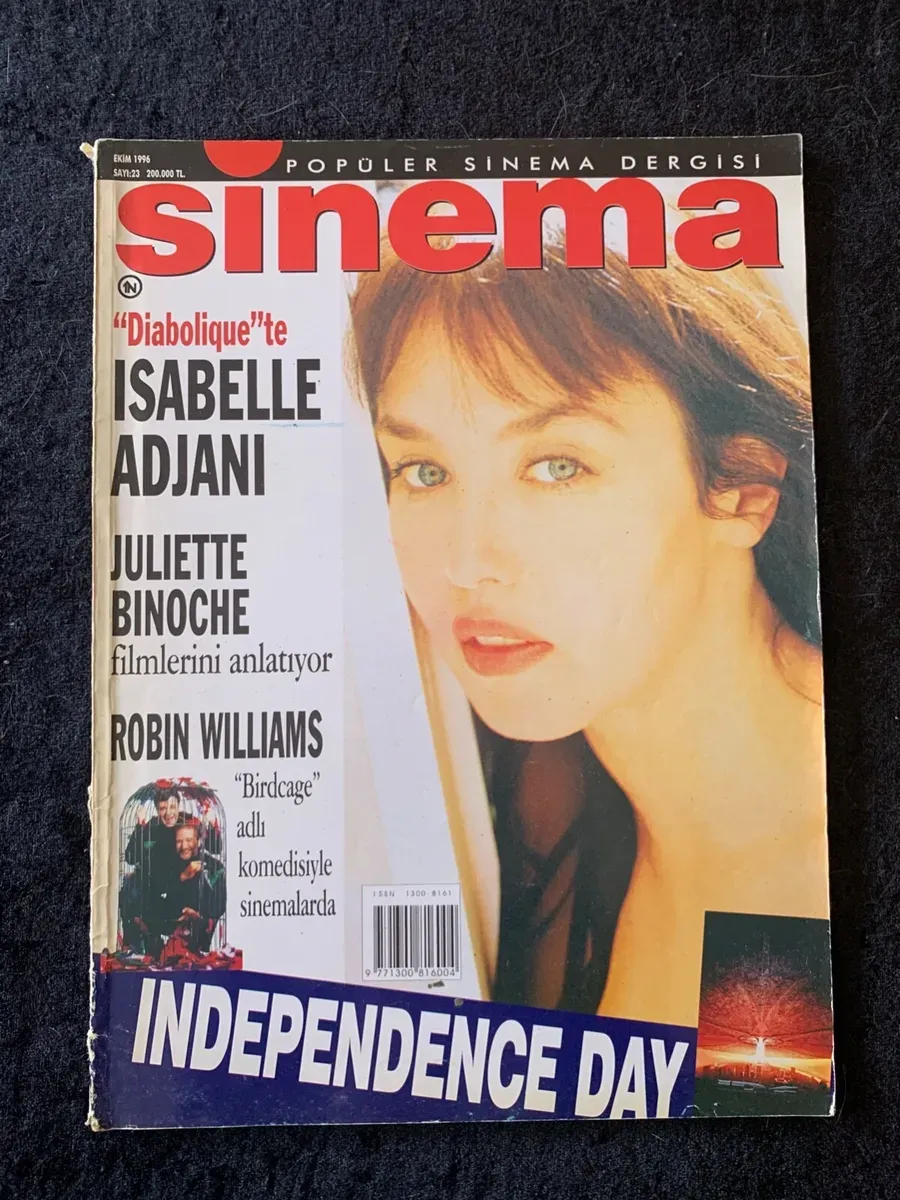 EKİM 1996
SAYI:23 200.000 TL.
POPÜLER SİNEMA DERGİSİ
sinema
1N
"Diabolique"te
ISABELLE
ADJANI
JULIETTE
BINOCHE
filmlerini anlatıyor
ROBIN WILLIAMS
"Birdcage"
adlı
komedisiyle
sinemalarda
ISSN 1300-8161
9 771300 816004
INDEPENDENCE DAY